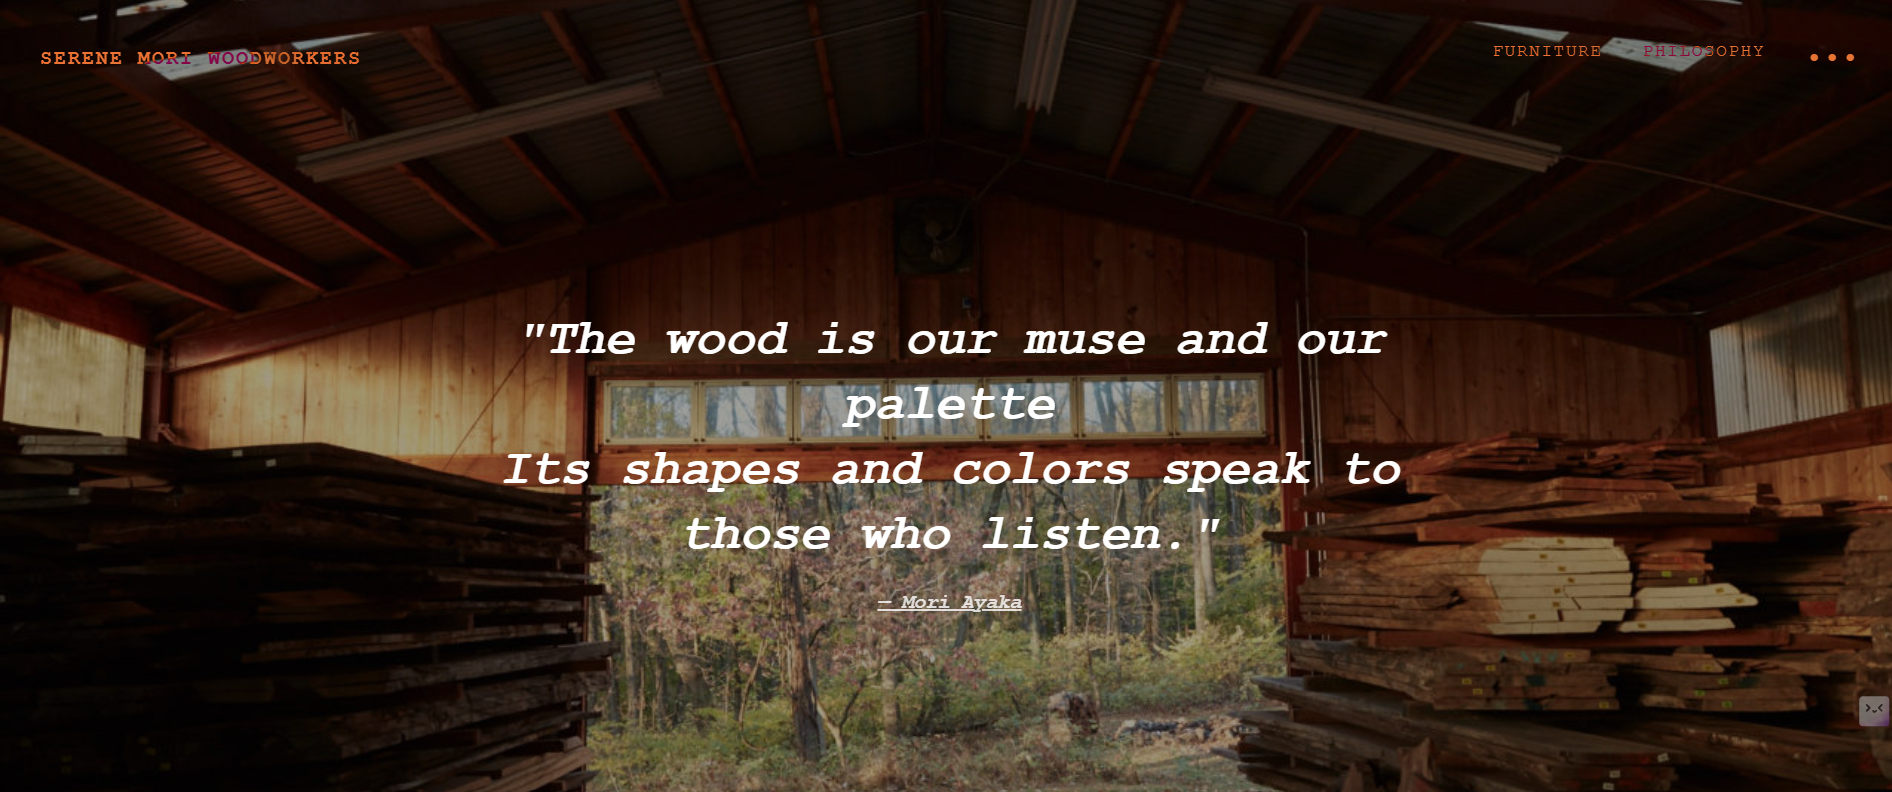 SERENE MORI WOODWORKERS
FURNITURE
PHILOSOPHY
"The wood is our muse and our
palette
Its shapes and colors speak to
those who listen."
— Mori Ayaka